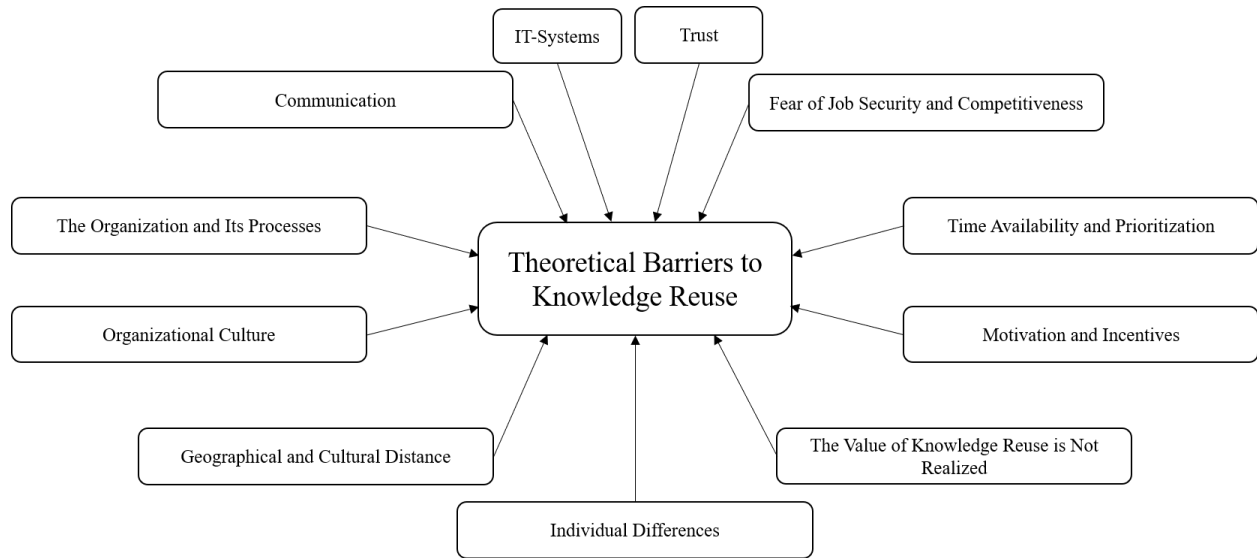 IT-Systems
Trust
Communication
Fear of Job Security and Competitiveness
The Organization and Its Processes
Time Availability and Prioritization
Theoretical Barriers to
Knowledge Reuse
Organizational Culture
Motivation and Incentives
Geographical and Cultural Distance
The Value of Knowledge Reuse is Not
Realized
Individual Differences